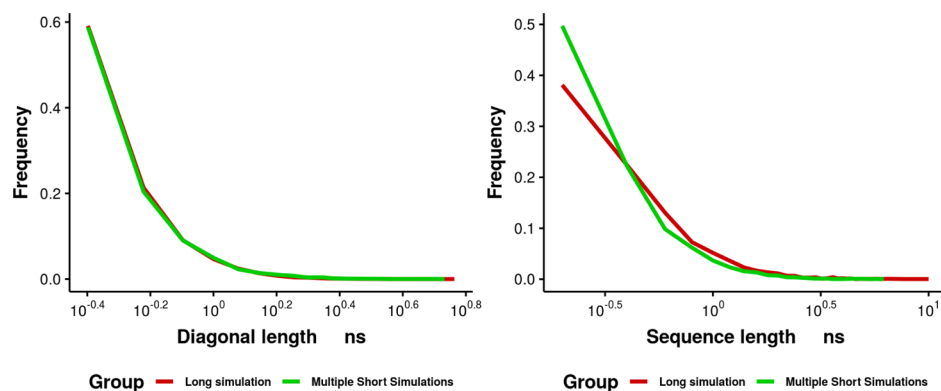 0.6
0.4
0.2
0.0
Frequency
10^-0.4 10^-0.2 10^0 10^0.2 10^0.4 10^0.6 10^0.8
Diagonal length ns
Group Long simulation Multiple Short Simulations
0.5
0.4
0.3
0.2
0.1
0.0
Frequency
10^-0.5 10^0 10^0.5 10^1
Sequence length ns
Group Long simulation Multiple Short Simulations